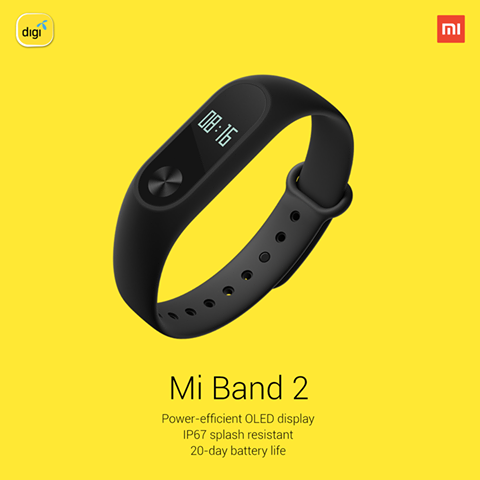 digi
mi
08:16
Mi Band 2
Power-efficient OLED display
IP67 splash resistant
20-day battery life